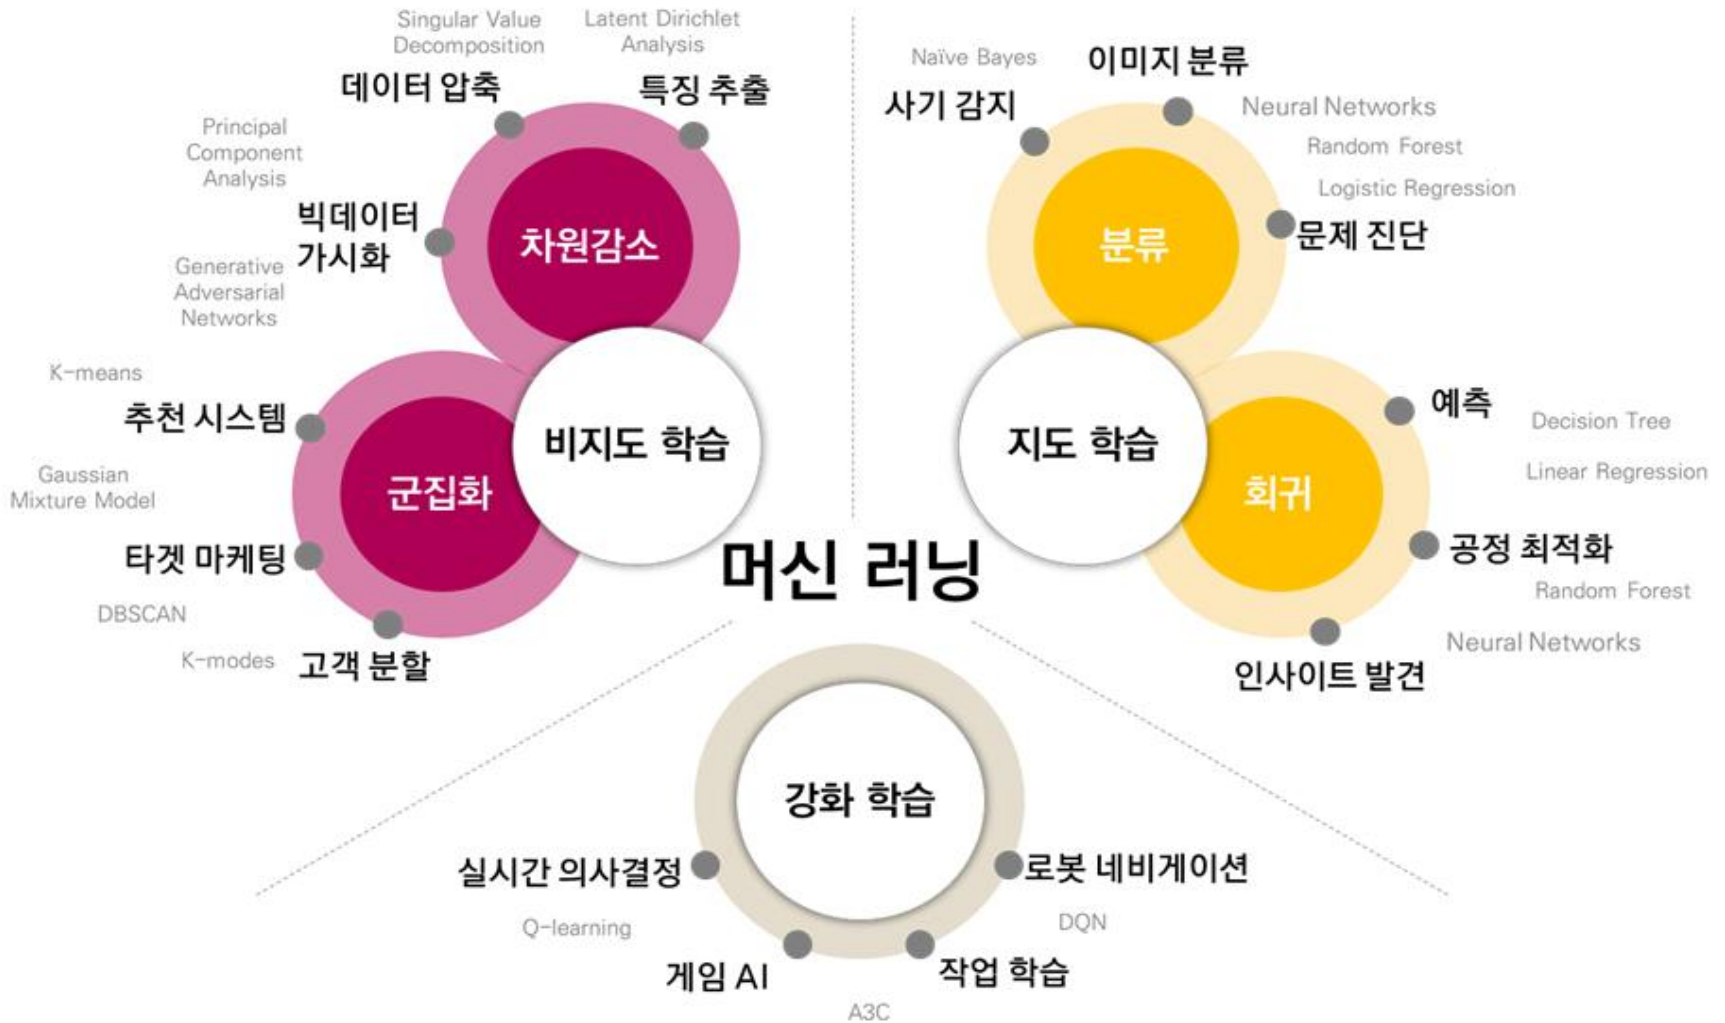 Singular Value
Decomposition
Latent Dirichlet
Analysis
데이터 압축
특징 추출
Principal
Component
Analysis
빅데이터
가시화
차원감소
Generative
Adversarial
Networks
K-means
추천 시스템
Gaussian
Mixture Model
군집화
비지도 학습
타겟 마케팅
DBSCAN
K-modes
고객 분할
Naïve Bayes
이미지 분류
사기 감지
Neural Networks
Random Forest
Logistic Regression
분류
문제 진단
지도 학습
예측
Decision Tree
Linear Regression
회귀
공정 최적화
Random Forest
Neural Networks
인사이트 발견
머신 러닝
강화 학습
실시간 의사결정
로봇 네비게이션
Q-learning
DQN
게임 AI
작업 학습
A3C